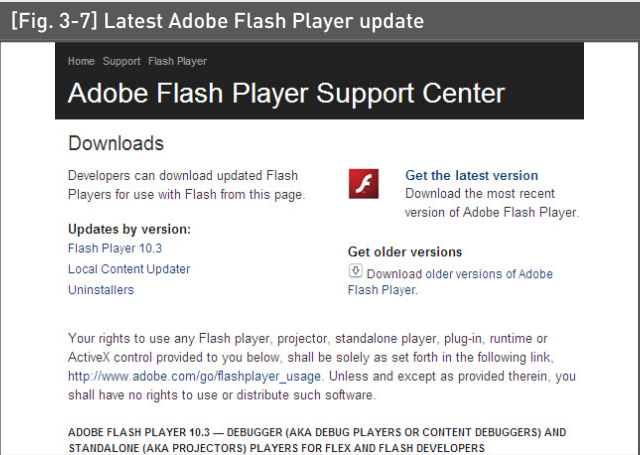 [Fig. 3-7] Latest Adobe Flash Player update
Home Support Flash Player
Adobe Flash Player Support Center
Downloads
Developers can download updated Flash
Players for use with Flash from this page.
Updates by version:
Flash Player 10.3
Local Content Updater
Uninstallers
Get the latest version
Download the most recent
version of Adobe Flash Player.
Get older versions
Download older versions of Adobe
Flash Player.
Your rights to use any Flash player, projector, standalone player, plug-in, runtime or
ActiveX control provided to you below, shall be solely as set forth in the following link,
http://www.adobe.com/go/flashplayer_usage. Unless and except as provided therein, you
shall have no rights to use or distribute such software.
ADOBE FLASH PLAYER 10.3 — DEBUGGER (AKA DEBUG PLAYERS OR CONTENT DEBUGGERS) AND
STANDALONE (AKA PROJECTORS) PLAYERS FOR FLEX AND FLASH DEVELOPERS